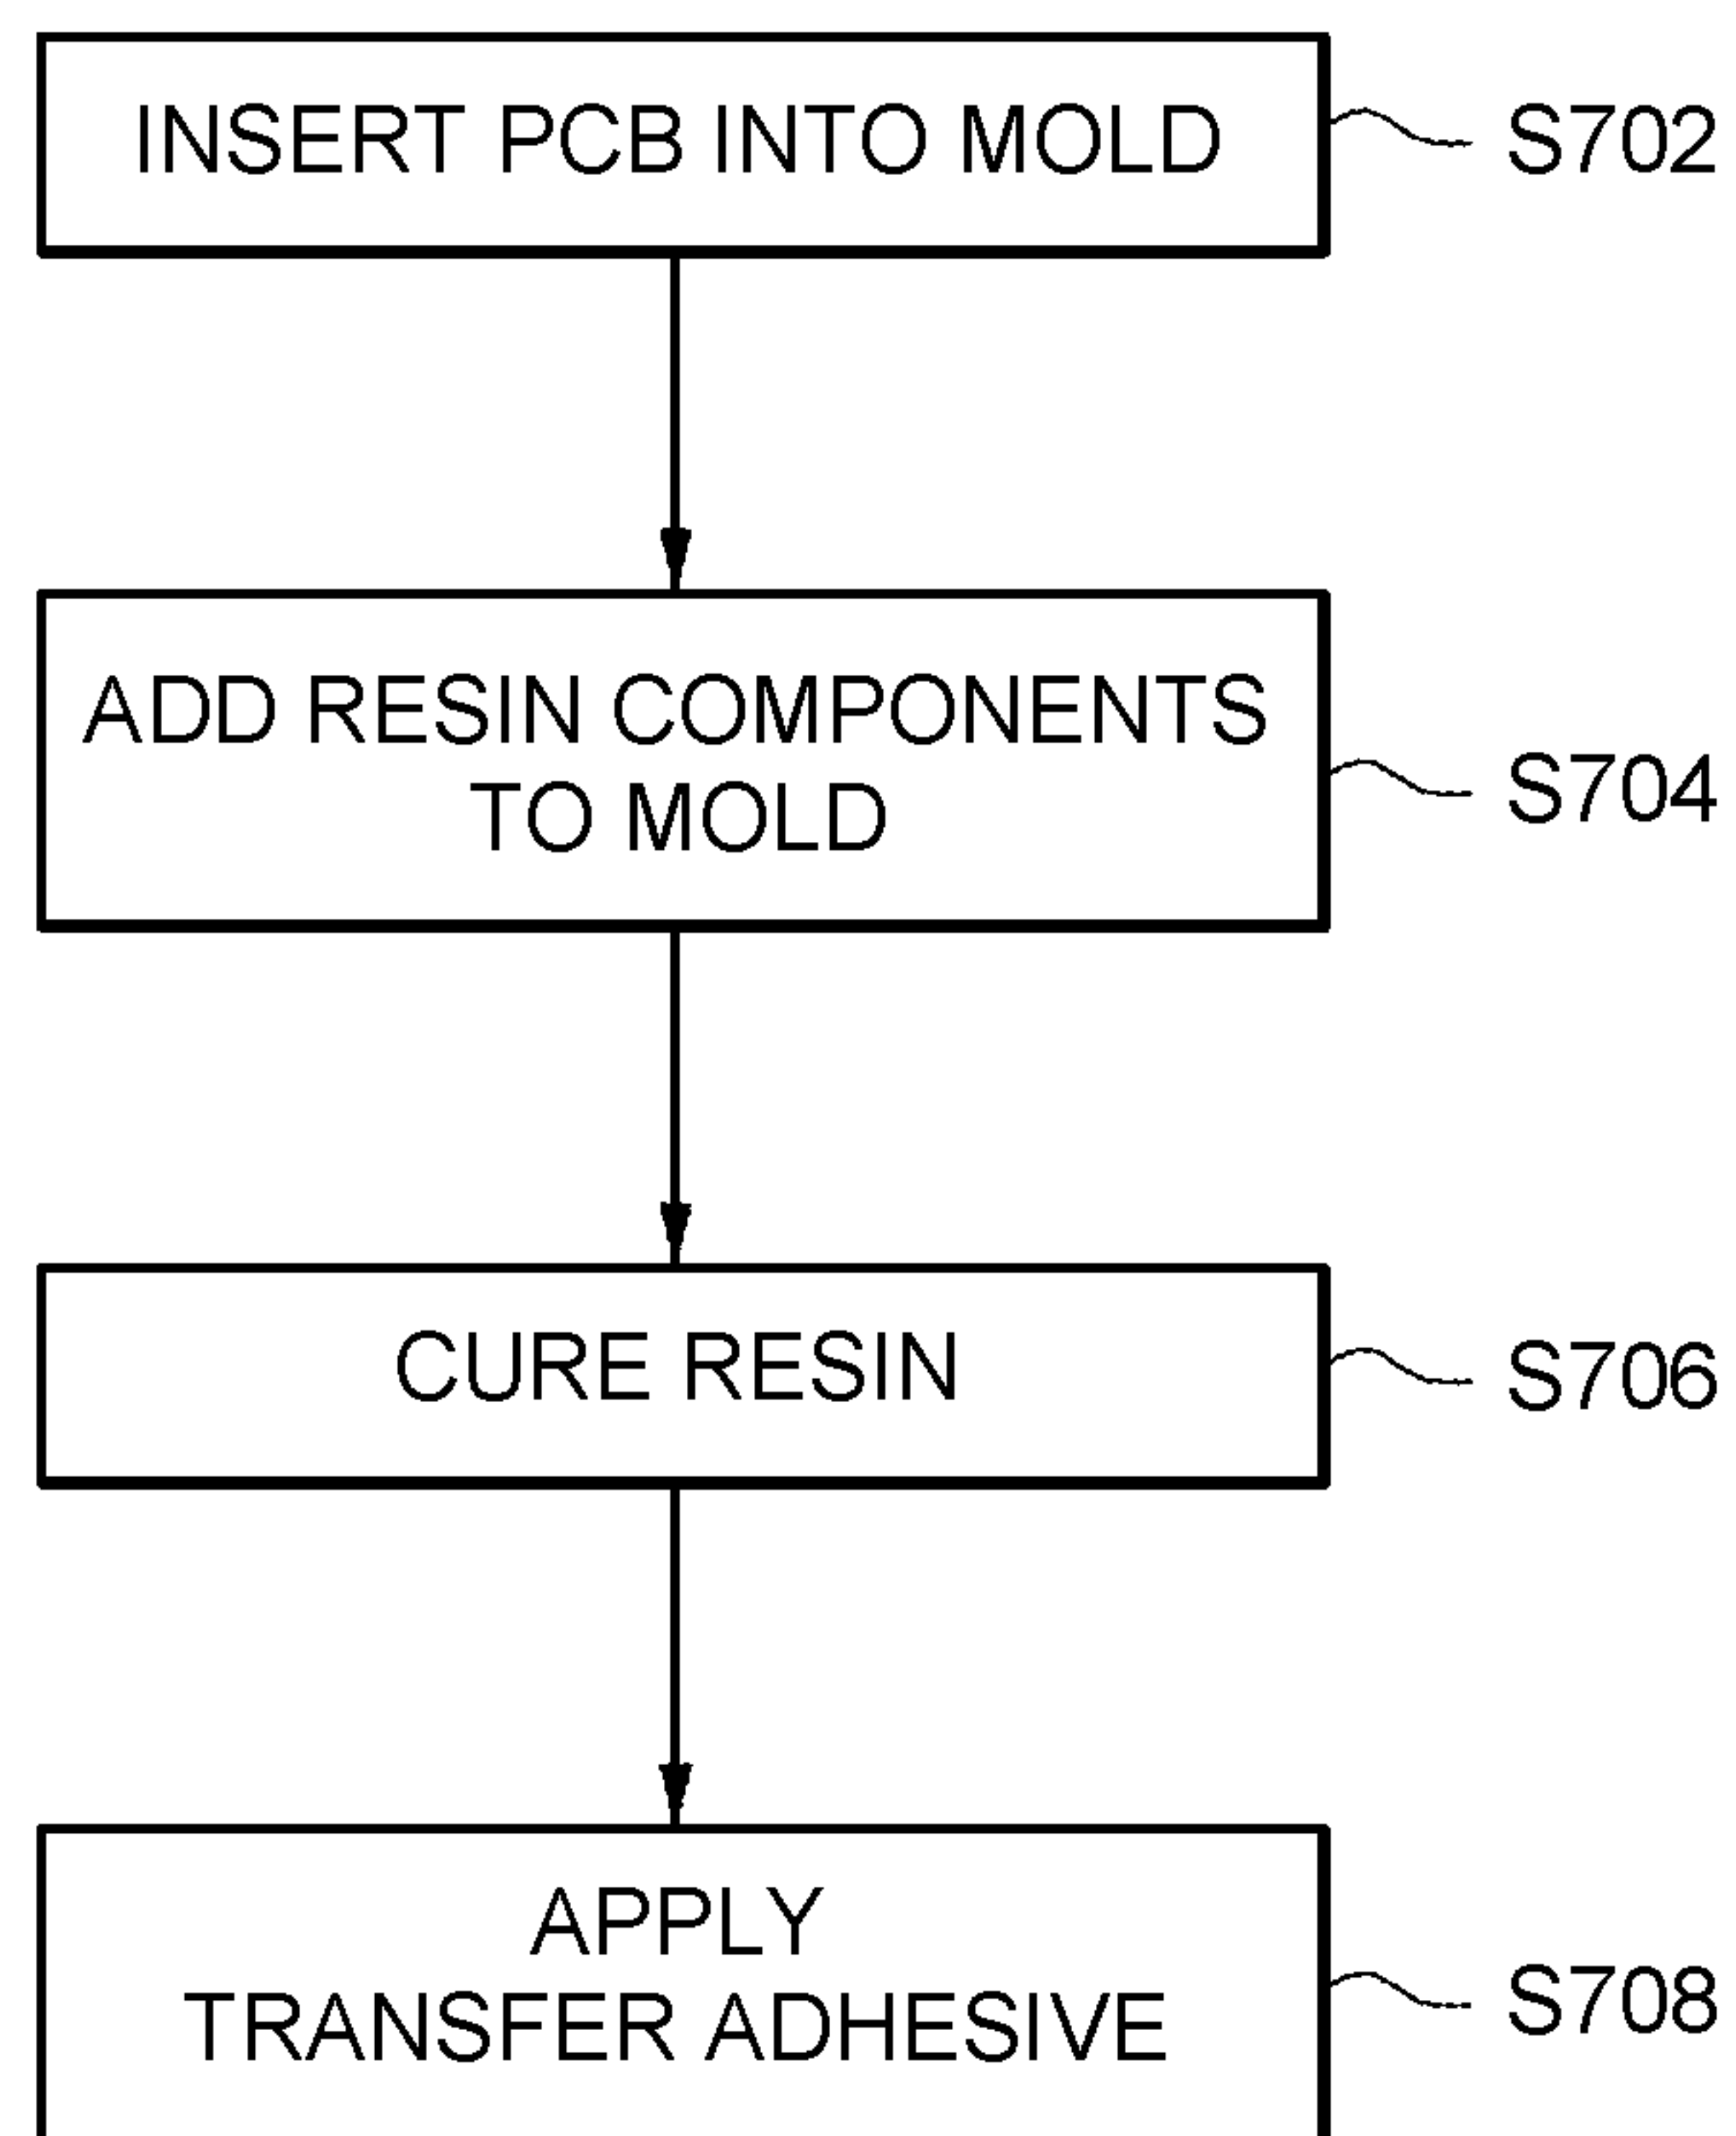 INSERT PCB INTO MOLD
S702
ADD RESIN COMPONENTS
TO MOLD
S704
CURE RESIN
S706
APPLY
TRANSFER ADHESIVE
S708